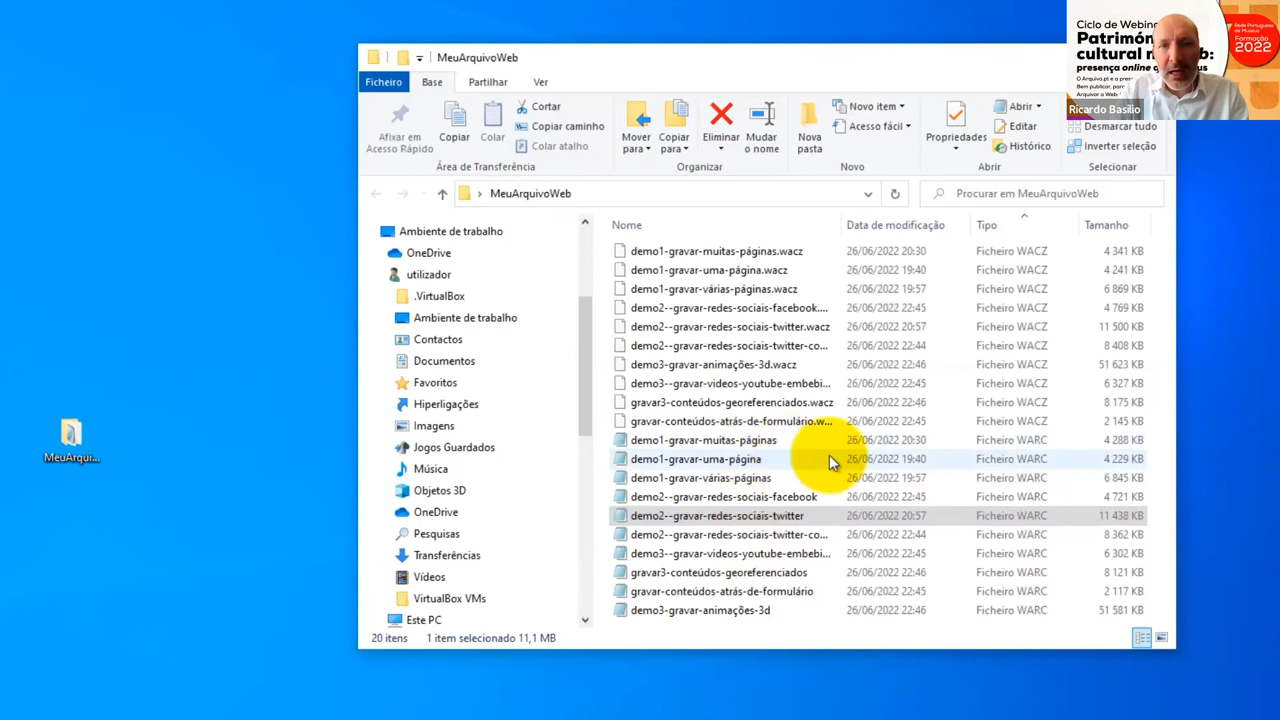 MeuArquivoWeb
Ficheiro Base Partilhar Ver
Afixar em Acesso Rápido
Copiar
Colar
Cortar
Copiar caminho
Colar atalho
Área de Transferência
Mover para
Copiar para
Eliminar
Mudar o nome
Organizar
Nova pasta
Novo item
Acesso fácil
Novo
Propriedades
Abrir
Editar
Histórico
Abrir
Desmarcar tudo
Inverter seleção
Selecionar
MeuArquivoWeb
Procurar em MeuArquivoWeb
Ambiente de trabalho
OneDrive
utilizador
.VirtualBox
Ambiente de trabalho
Contactos
Documentos
Favoritos
Hiperligações
Imagens
Jogos Guardados
Música
Objetos 3D
OneDrive
Pesquisas
Transferências
Vídeos
VirtualBox VMs
Este PC
Nome Data de modificação Tipo Tamanho
demo1-gravar-muitas-páginas.wacz 26/06/2022 20:30 Ficheiro WACZ 4 341 KB
demo1-gravar-uma-página.wacz 26/06/2022 19:40 Ficheiro WACZ 4 241 KB
demo1-gravar-várias-páginas.wacz 26/06/2022 19:57 Ficheiro WACZ 6 869 KB
demo2--gravar-redes-sociais-facebook.... 26/06/2022 22:45 Ficheiro WACZ 4 769 KB
demo2--gravar-redes-sociais-twitter.wacz 26/06/2022 20:57 Ficheiro WACZ 11 500 KB
demo2--gravar-redes-sociais-twitter-co... 26/06/2022 22:44 Ficheiro WACZ 8 408 KB
demo3-gravar-animações-3d.wacz 26/06/2022 22:46 Ficheiro WACZ 51 623 KB
demo3--gravar-videos-youtube-embebi... 26/06/2022 22:45 Ficheiro WACZ 6 327 KB
gravar3-conteúdos-georeferenciados.wacz 26/06/2022 22:46 Ficheiro WACZ 8 175 KB
gravar-conteúdos-atrás-de-formulário.w... 26/06/2022 22:45 Ficheiro WACZ 2 145 KB
demo1-gravar-muitas-páginas 26/06/2022 20:30 Ficheiro WARC 4 288 KB
demo1-gravar-uma-página 26/06/2022 19:40 Ficheiro WARC 4 229 KB
demo1-gravar-várias-páginas 26/06/2022 19:57 Ficheiro WARC 6 845 KB
demo2--gravar-redes-sociais-facebook 26/06/2022 22:45 Ficheiro WARC 4 721 KB
demo2--gravar-redes-sociais-twitter 26/06/2022 20:57 Ficheiro WARC 11 438 KB
demo2--gravar-redes-sociais-twitter-co... 26/06/2022 22:44 Ficheiro WARC 8 362 KB
demo3--gravar-videos-youtube-embebi... 26/06/2022 22:45 Ficheiro WARC 6 302 KB
gravar3-conteúdos-georeferenciados 26/06/2022 22:46 Ficheiro WARC 8 121 KB
gravar-conteúdos-atrás-de-formulário 26/06/2022 22:45 Ficheiro WARC 2 117 KB
demo3-gravar-animações-3d 26/06/2022 22:46 Ficheiro WARC 51 581 KB
20 itens 1 item selecionado 11,1 MB
MeuArqui...
Ciclo de Webin
Patrimó
cultural n b:
presença online us
O Arquivo.pt e a pres
Bem publicar, par
Arquivar a Web
Ricardo Basílio
Rede Portuguesa
de Museus
Formação
2022